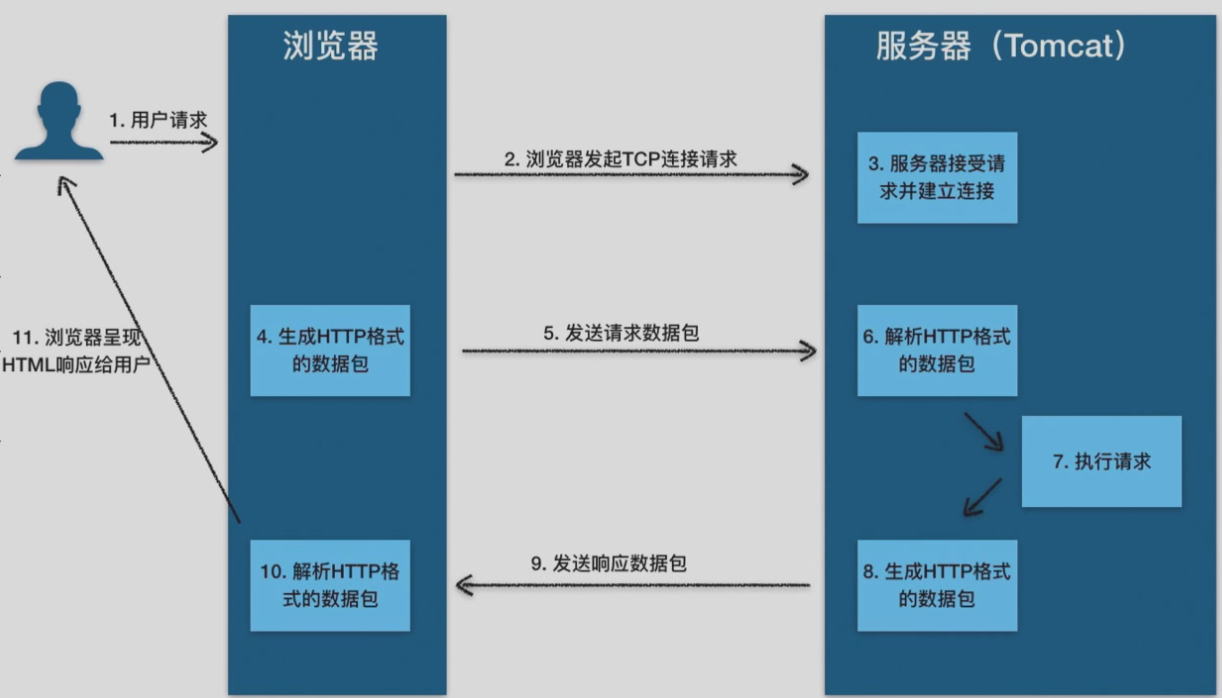 浏览器
服务器（Tomcat）
1. 用户请求
2. 浏览器发起TCP连接请求
3. 服务器接受请
求并建立连接
4. 生成HTTP格式
的数据包
5. 发送请求数据包
6. 解析HTTP格式
的数据包
7. 执行请求
8. 生成HTTP格式
的数据包
9. 发送响应数据包
10. 解析HTTP格
式的数据包
11. 浏览器呈现
HTML响应给用户